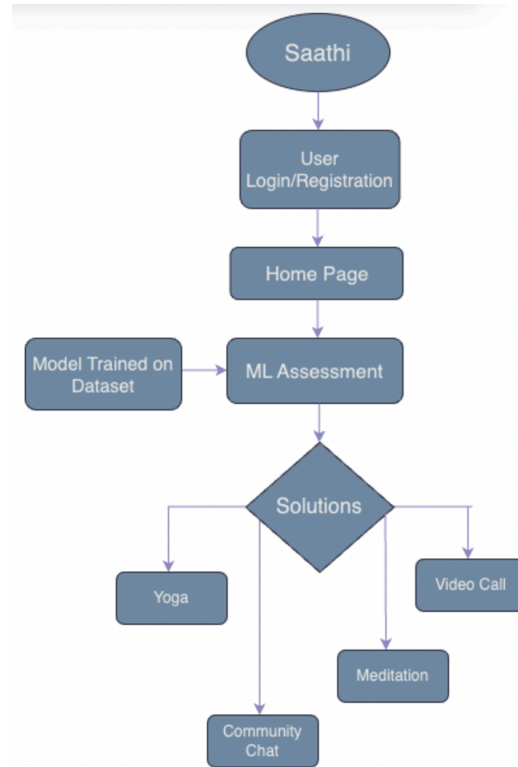 Saathi
User
Login/Registration
Home Page
Model Trained on
Dataset
ML Assessment
Solutions
Yoga
Video Call
Meditation
Community
Chat